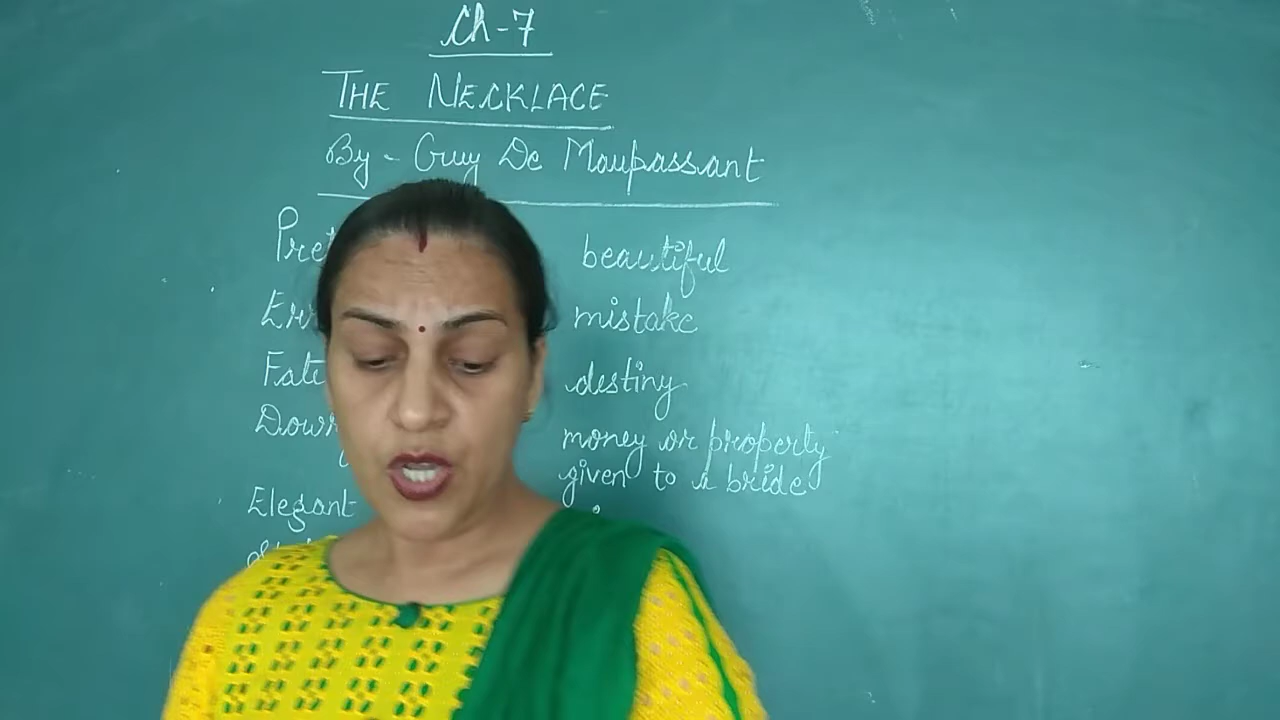 Ch-7
THE NECKLACE
By - Guy De Maupassant
beautiful
mistake
Fate destiny
money or property
given to a bride
Elegant